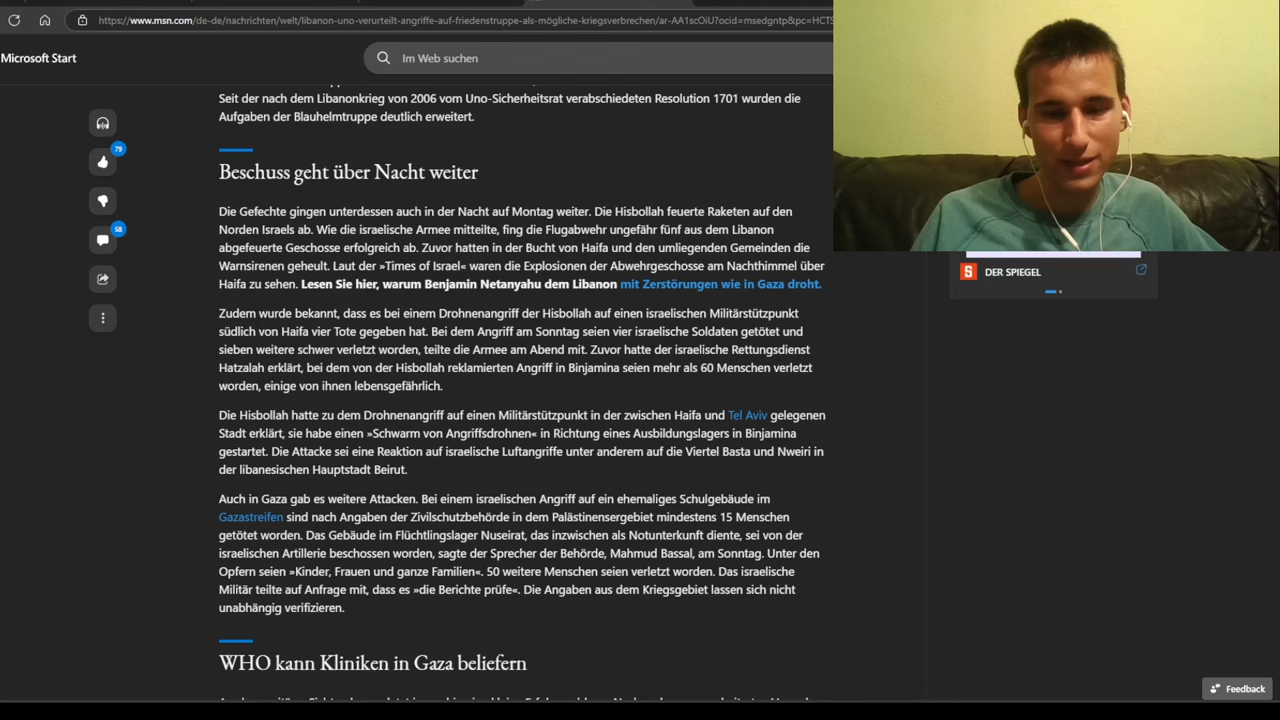 https://www.msn.com/de-de/nachrichten/welt/libanon-uno-verurteilt-angriffe-auf-friedenstruppe-als-mögliche-kriegsverbrechen/ar-AA1scOiU?ocid=msedgntp&pc=HCTS
Microsoft Start
Im Web suchen
Seit der nach dem Libanonkrieg von 2006 vom Uno-Sicherheitsrat verabschiedeten Resolution 1701 wurden die
Aufgaben der Blauhelmtruppe deutlich erweitert.
79
58
Beschuss geht über Nacht weiter
Die Gefechte gingen unterdessen auch in der Nacht auf Montag weiter. Die Hisbollah feuerte Raketen auf den
Norden Israels ab. Wie die israelische Armee mitteilte, fing die Flugabwehr ungefähr fünf aus dem Libanon
abgefeuerte Geschosse erfolgreich ab. Zuvor hatten in der Bucht von Haifa und den umliegenden Gemeinden die
Warnsirenen geheult. Laut der »Times of Israel« waren die Explosionen der Abwehrgeschosse am Nachthimmel über
Haifa zu sehen. Lesen Sie hier, warum Benjamin Netanyahu dem Libanon mit Zerstörungen wie in Gaza droht.
Zudem wurde bekannt, dass es bei einem Drohnenangriff der Hisbollah auf einen israelischen Militärstützpunkt
südlich von Haifa vier Tote gegeben hat. Bei dem Angriff am Sonntag seien vier israelische Soldaten getötet und
sieben weitere schwer verletzt worden, teilte die Armee am Abend mit. Zuvor hatte der israelische Rettungsdienst
Hatzalah erklärt, bei dem von der Hisbollah reklamierten Angriff in Binjamina seien mehr als 60 Menschen verletzt
worden, einige von ihnen lebensgefährlich.
Die Hisbollah hatte zu dem Drohnenangriff auf einen Militärstützpunkt in der zwischen Haifa und Tel Aviv gelegenen
Stadt erklärt, sie habe einen »Schwarm von Angriffsdrohnen« in Richtung eines Ausbildungslagers in Binjamina
gestartet. Die Attacke sei eine Reaktion auf israelische Luftangriffe unter anderem auf die Viertel Basta und Nweiri in
der libanesischen Hauptstadt Beirut.
Auch in Gaza gab es weitere Attacken. Bei einem israelischen Angriff auf ein ehemaliges Schulgebäude im
Gazastreifen sind nach Angaben der Zivilschutzbehörde in dem Palästinensergebiet mindestens 15 Menschen
getötet worden. Das Gebäude im Flüchtlingslager Nuseirat, das inzwischen als Notunterkunft diente, sei von der
israelischen Artillerie beschossen worden, sagte der Sprecher der Behörde, Mahmud Bassal, am Sonntag. Unter den
Opfern seien »Kinder, Frauen und ganze Familien«. 50 weitere Menschen seien verletzt worden. Das israelische
Militär teilte auf Anfrage mit, dass es »die Berichte prüfe«. Die Angaben aus dem Kriegsgebiet lassen sich nicht
unabhängig verifizieren.
WHO kann Kliniken in Gaza beliefern
S DER SPIEGEL
Feedback